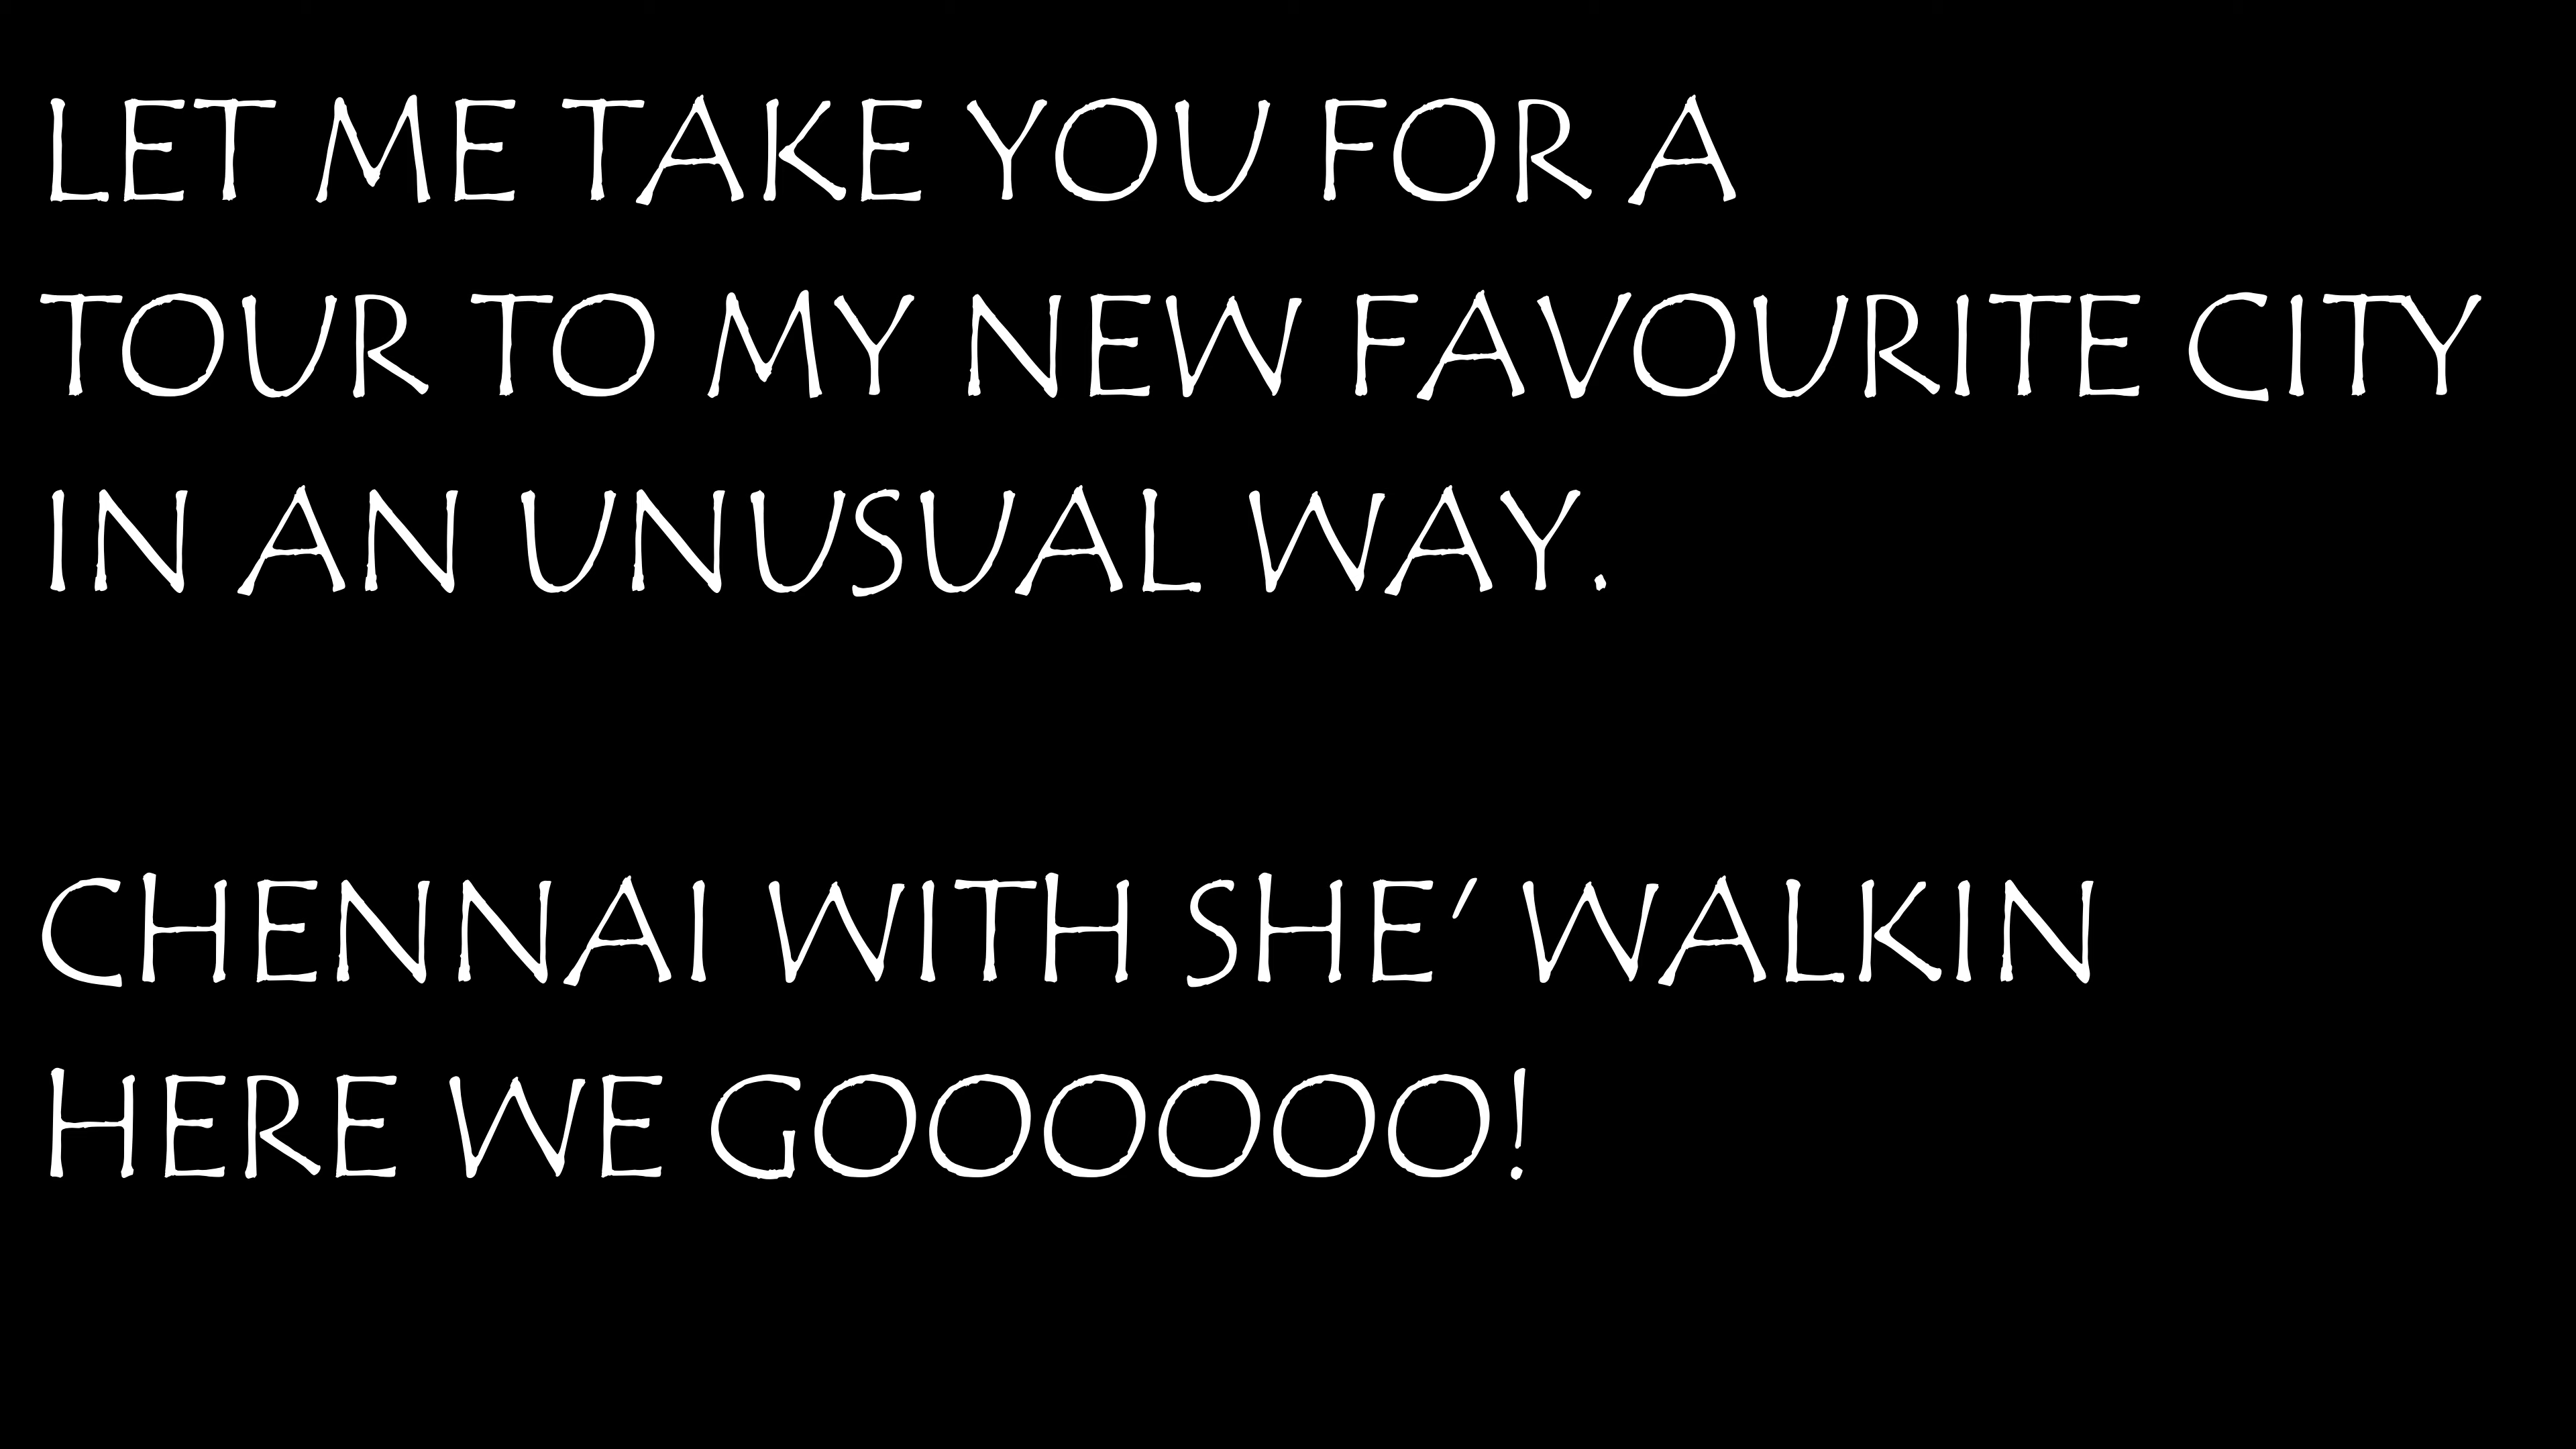 LET ME TAKE YOU FOR A
TOUR TO MY NEW FAVOURITE CITY
IN AN UNUSUAL WAY.
CHENNAI WITH SHE’ WALKIN
HERE WE GOOOOOO!